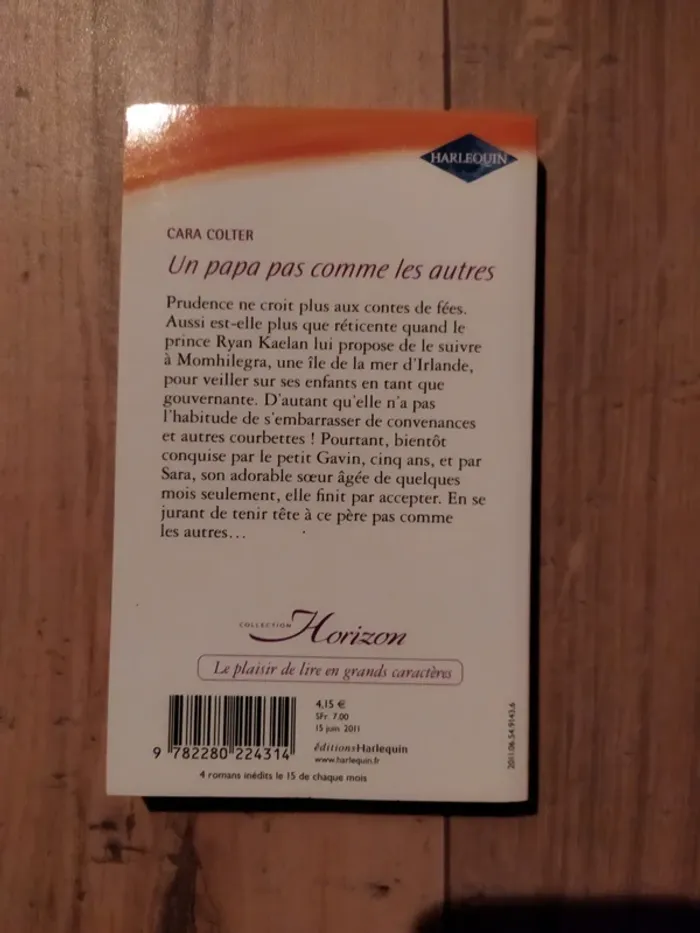 HARLEQUIN
CARA COLTER
Un papa pas comme les autres
Prudence ne croit plus aux contes de fées.
Aussi est-elle plus que réticente quand le
prince Ryan Kaelan lui propose de le suivre
à Momhilegra, une île de la mer d'Irlande,
pour veiller sur ses enfants en tant que
gouvernante. D'autant qu'elle n'a pas
l'habitude de s'embarrasser de convenances
et autres courbettes ! Pourtant, bientôt
conquise par le petit Gavin, cinq ans, et par
Sara, son adorable sœur âgée de quelques
mois seulement, elle finit par accepter. En se
jurant de tenir tête à ce père pas comme
les autres…
COLLECTION Horizon
Le plaisir de lire en grands caractères
4,15 €
SFr. 7.00
15 juin 2011
éditionsHarlequin
www.harlequin.fr
9 782280 224314
4 romans inédits le 15 de chaque mois
2011.06.54.9143.6